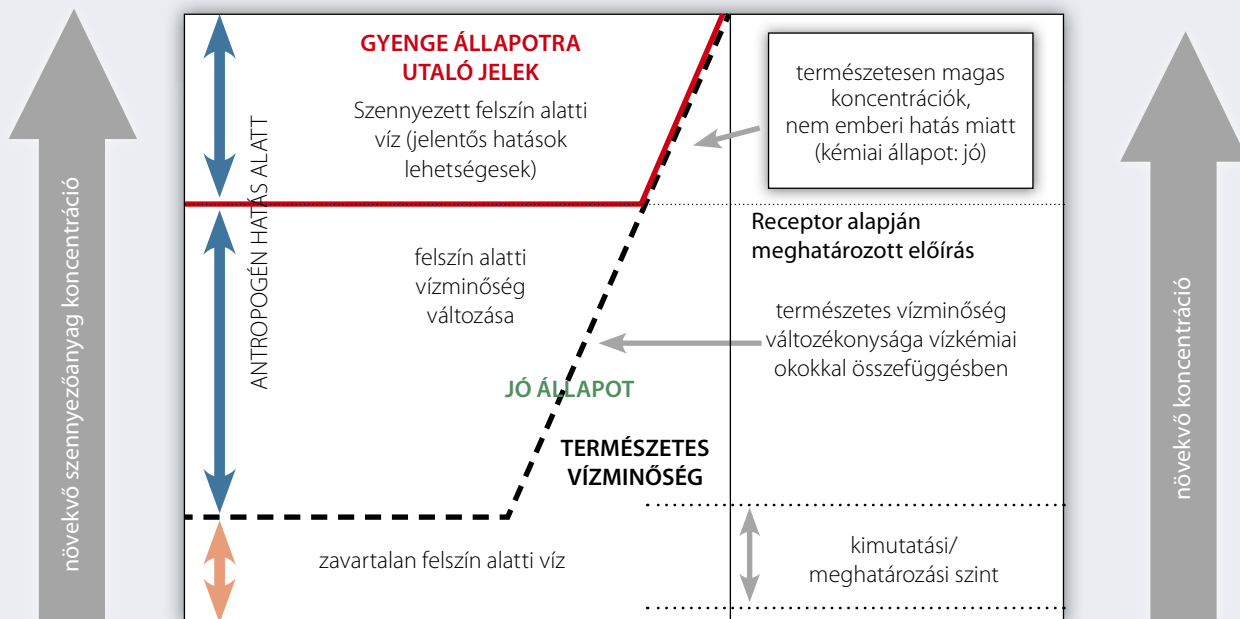 növekvő szennyezőanyag koncentráció
ANTROPOGÉN HATÁS ALATT
GYENGE ÁLLAPOTRA
UTALÓ JELEK
Szennyezett felszín alatti
víz (jelentős hatások
lehetségesek)
természetesen magas
koncentrációk,
nem emberi hatás miatt
(kémiai állapot: jó)
Receptor alapján
meghatározott előírás
felszín alatti
vízminőség
változása
természetes vízminőség
változékonysága vízkémiai
okokkal összefüggésben
JÓ ÁLLAPOT
TERMÉSZETES
VÍZMINŐSÉG
zavartalan felszín alatti víz
kimutatási/
meghatározási szint
növekvő koncentráció